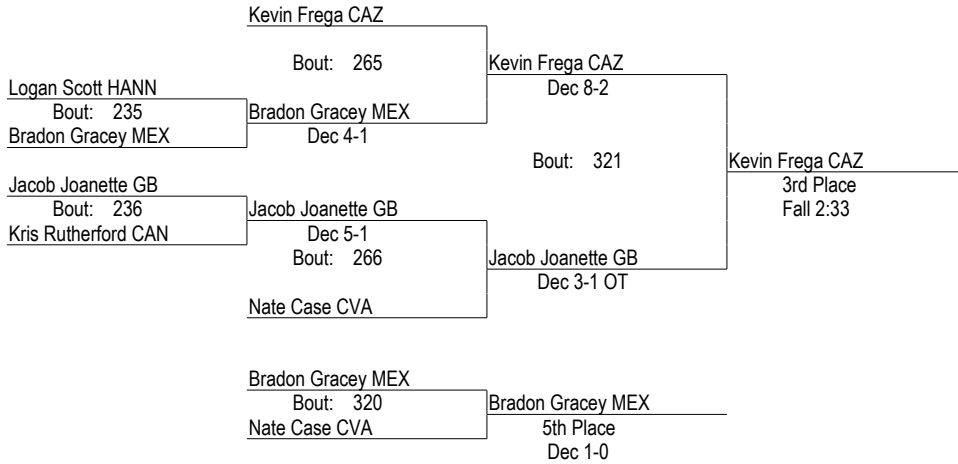 Kevin Frega CAZ
Bout: 265
Kevin Frega CAZ
Dec 8-2
Logan Scott HANN
Bout: 235
Bradon Gracey MEX
Bradon Gracey MEX
Dec 4-1
Bout: 321
Kevin Frega CAZ
3rd Place
Fall 2:33
Jacob Joanette GB
Bout: 236
Kris Rutherford CAN
Jacob Joanette GB
Dec 5-1
Bout: 266
Jacob Joanette GB
Dec 3-1 OT
Nate Case CVA
Bradon Gracey MEX
Bout: 320
Nate Case CVA
Bradon Gracey MEX
5th Place
Dec 1-0